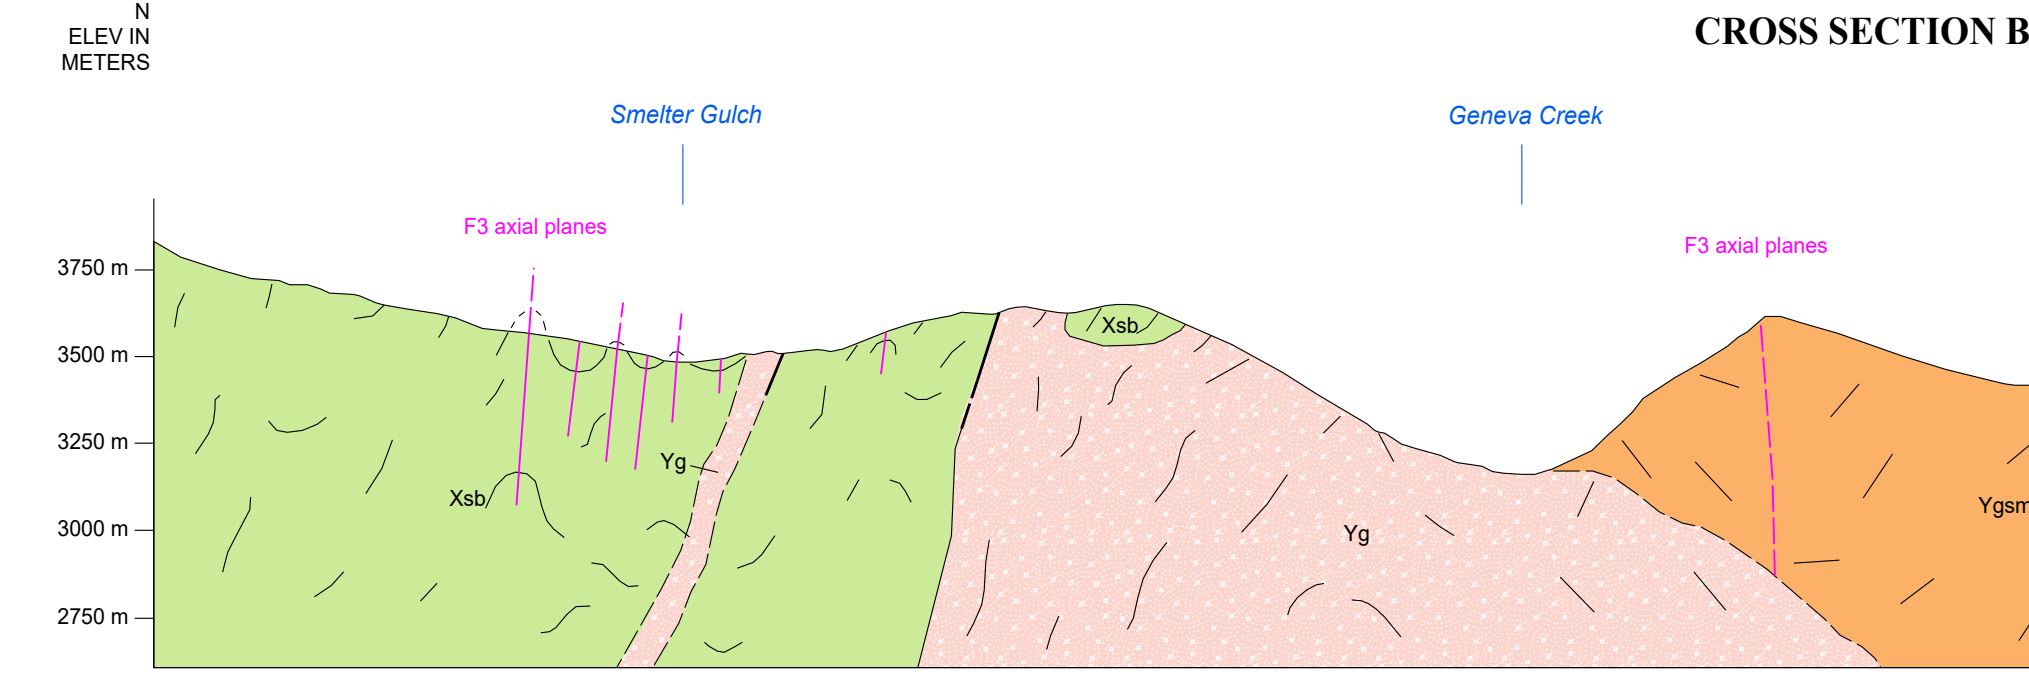 N
ELEV IN
METERS
CROSS SECTION B
Smelter Gulch
Geneva Creek
F3 axial planes
F3 axial planes
3750 m
3500 m
3250 m
3000 m
2750 m
Xsb
Yg
Xsb
Yg
Ygsm